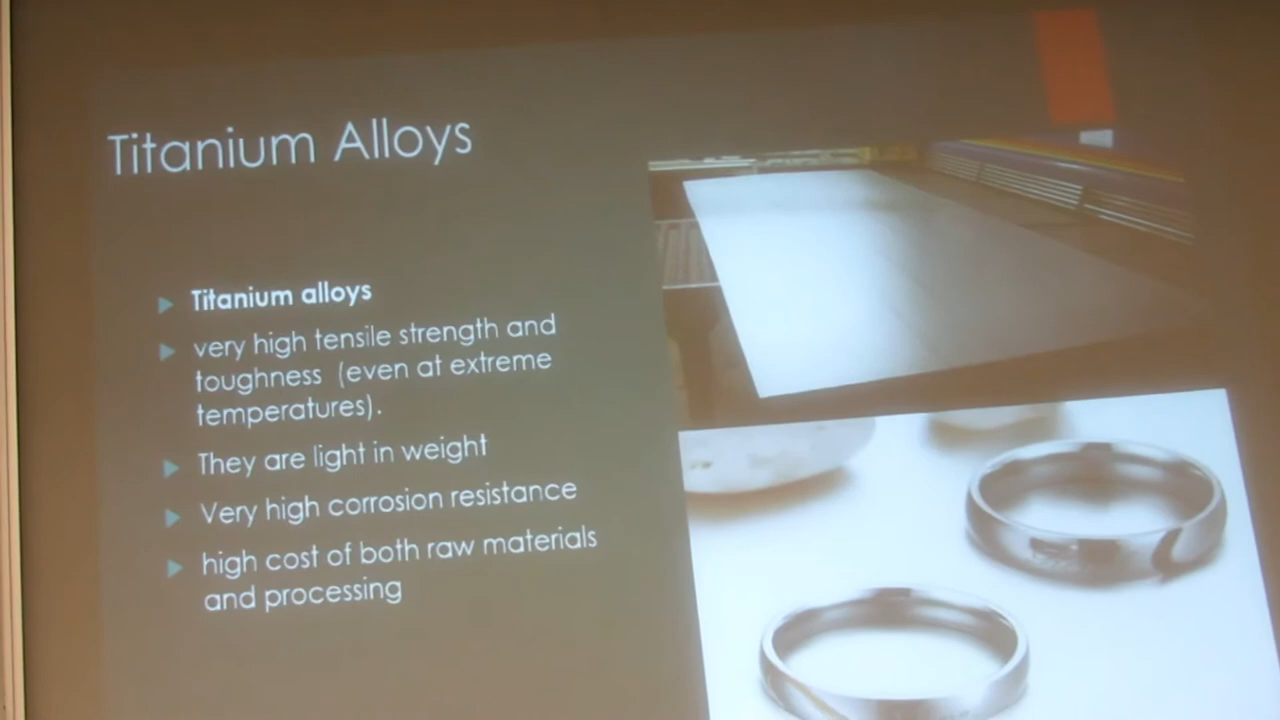 Titanium Alloys
Titanium alloys
very high tensile strength and
toughness (even at extreme
temperatures).
They are light in weight
Very high corrosion resistance
high cost of both raw materials
and processing